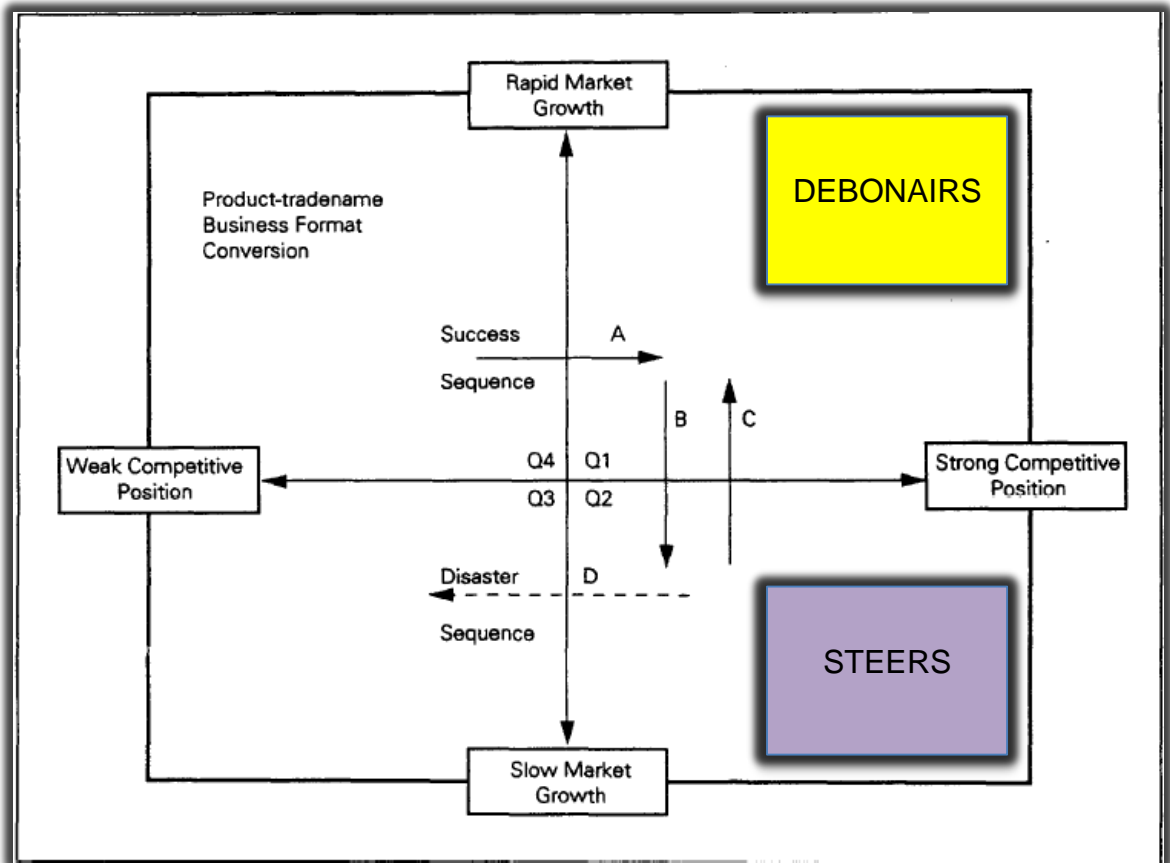 Rapid Market
Growth
DEBONAIRS
Product-tradename
Business Format
Conversion
Success
A
Sequence
B
C
Weak Competitive
Position
Q4
Q1
Q3
Q2
Strong Competitive
Position
Disaster
D
Sequence
STEERS
Slow Market
Growth